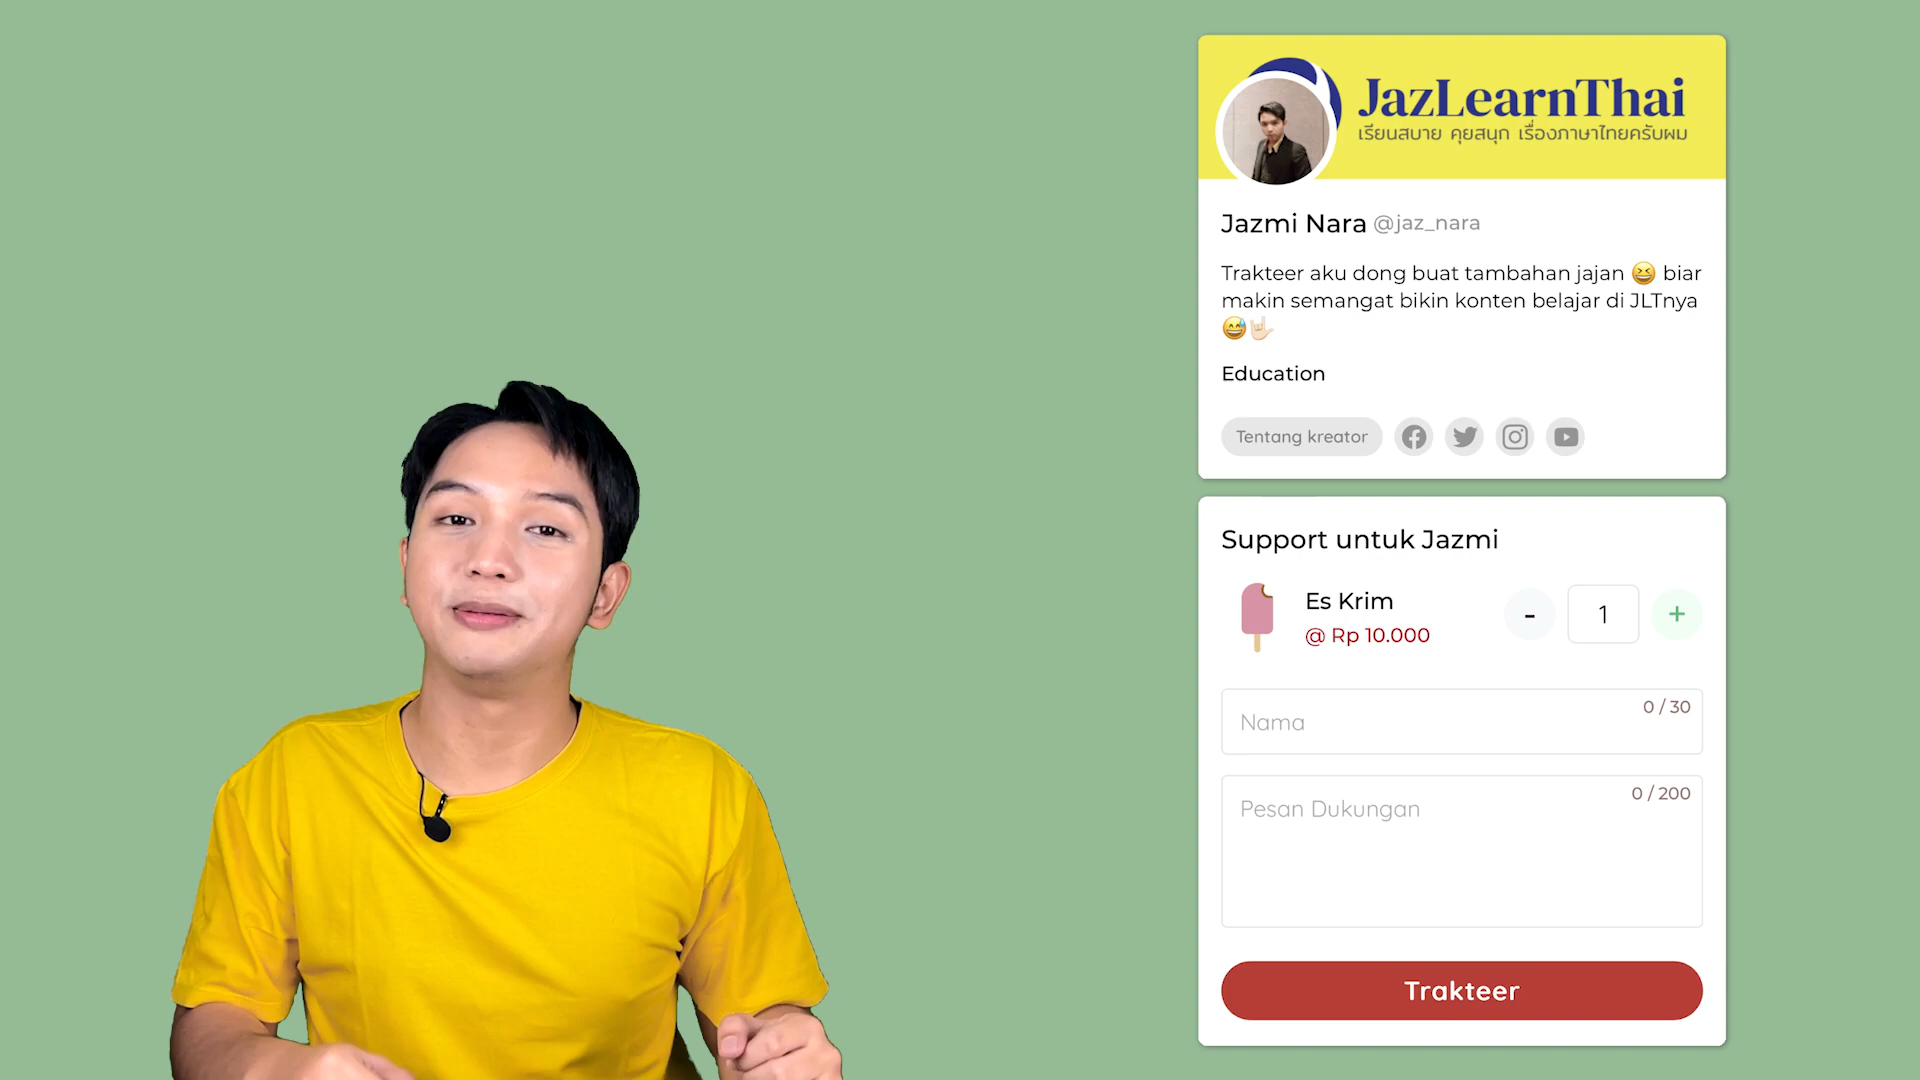 JazLearnThai
เรียนสบาย คุยสนุก เรื่องภาษาไทยครับผม
Jazmi Nara @jaz_nara
Trakteer aku dong buat tambahan jajan 😆 biar
makin semangat bikin konten belajar di JLTnya
😅🤟🏻
Education
Tentang kreator
Support untuk Jazmi
Es Krim
@ Rp 10.000
- 1 +
0 / 30
Nama
0 / 200
Pesan Dukungan
Trakteer